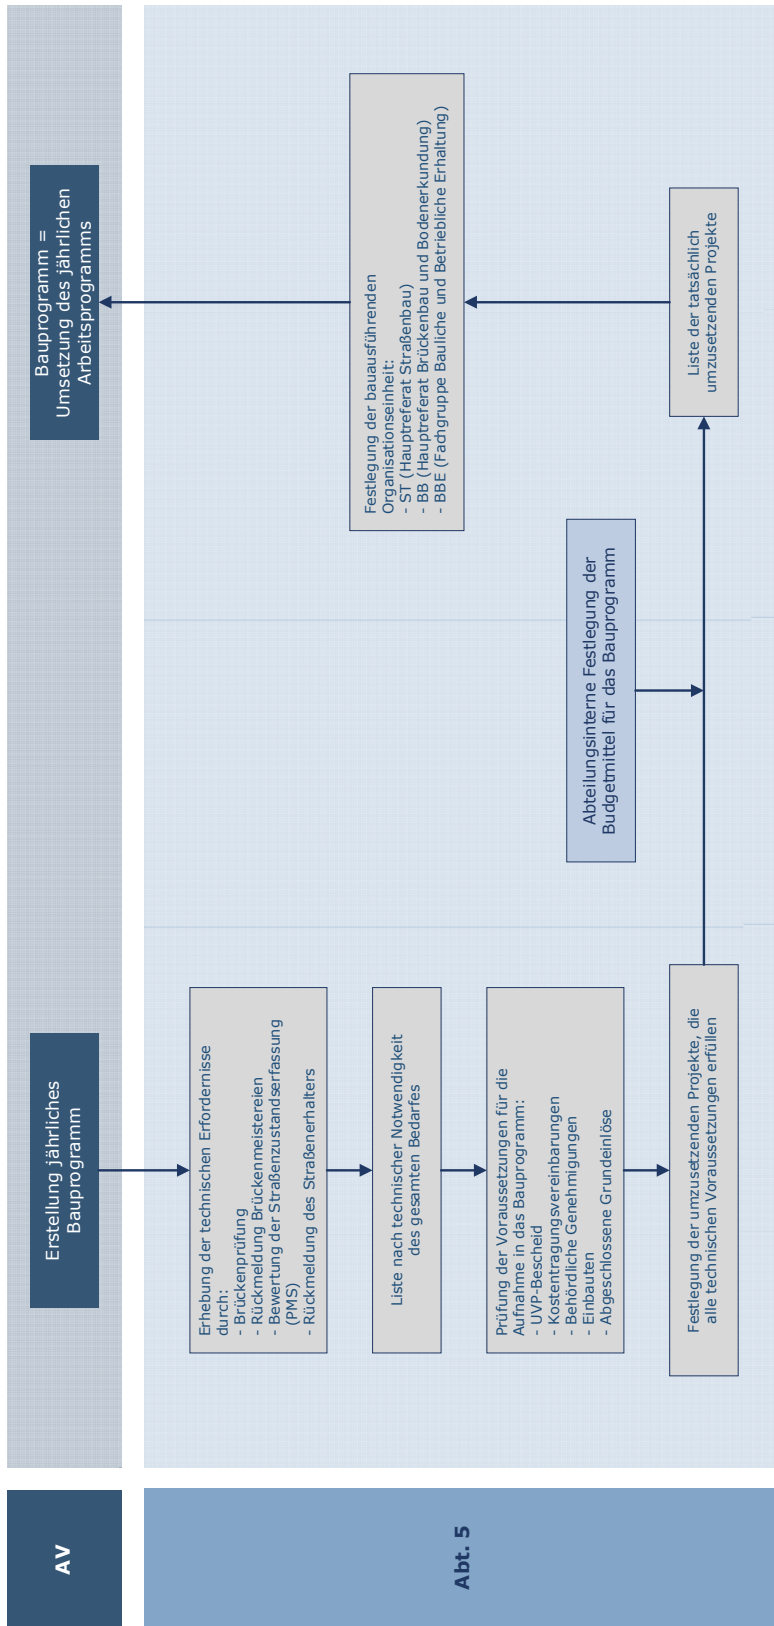 AV
Erstellung jährliches
Bauprogramm
Bauprogramm =
Umsetzung des jährlichen
Arbeitsprogramms
Abt. 5
Erhebung der technischen Erfordernisse
durch:
- Brückenprüfung
- Rückmeldung Brückenmeistereien
- Bewertung der Straßenzustandserfassung
(PMS)
- Rückmeldung des Straßenerhalters
Liste nach technischer Notwendigkeit
des gesamten Bedarfes
Prüfung der Voraussetzungen für die
Aufnahme in das Bauprogramm:
- UVP-Bescheid
- Kostentragungsvereinbarungen
- Behördliche Genehmigungen
- Einbauten
- Abgeschlossene Grundeinlöse
Festlegung der umzusetzenden Projekte, die
alle technischen Voraussetzungen erfüllen
Abteilungsinterne Festlegung der
Budgetmittel für das Bauprogramm
Liste der tatsächlich
umzusetzenden Projekte
Festlegung der bauausführenden
Organisationseinheit:
- ST (Hauptreferat Straßenbau)
- BB (Hauptreferat Brückenbau und Bodenerkundung)
- BBE (Fachgruppe Bauliche und Betriebliche Erhaltung)